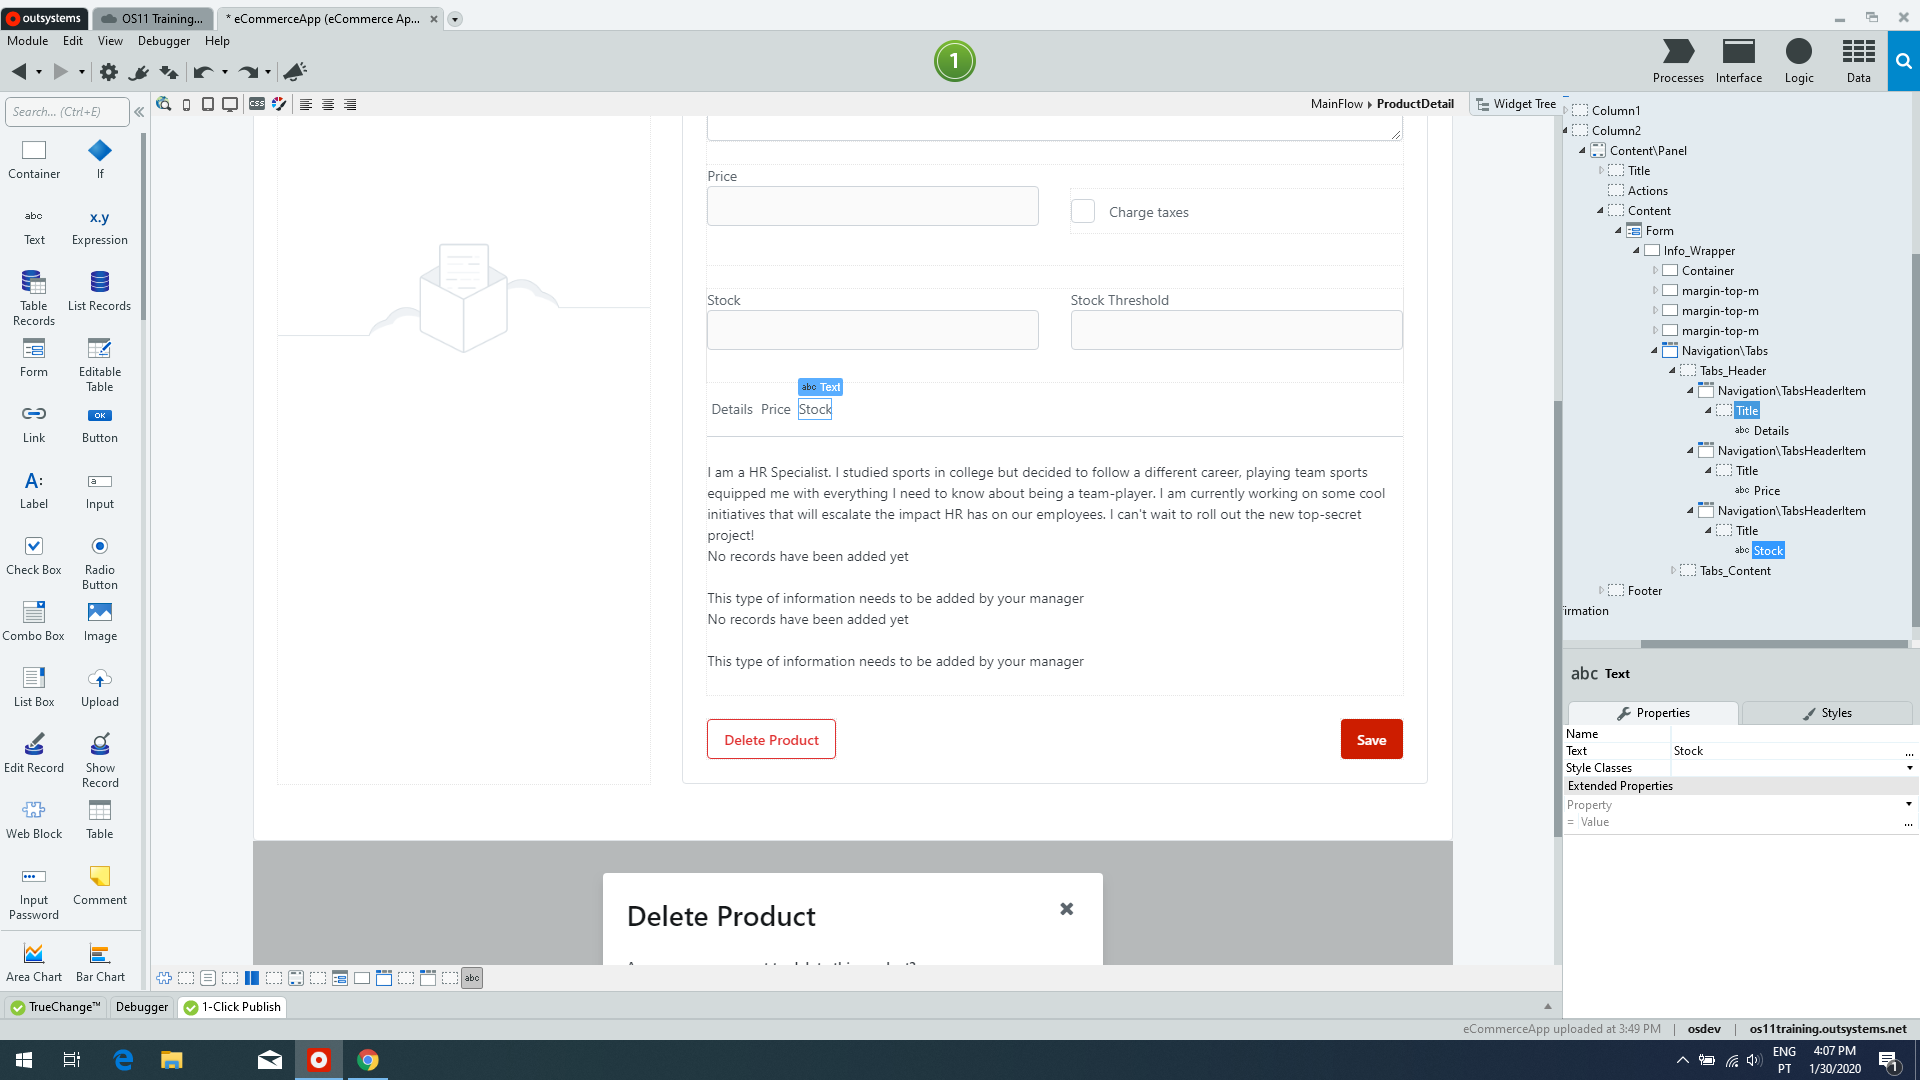 outsystems
OS11 Training...
* eCommerceApp (eCommerce Ap...
Module Edit View Debugger Help
1
Processes Interface Logic Data
Search... (Ctrl+E)
CSS
MainFlow ProductDetail
Widget Tree
Container If
abc x.y
Text Expression
Table Records List Records
Form Editable Table
OK
Link Button
A: a
Label Input
Check Box Radio Button
Combo Box Image
List Box Upload
Edit Record Show Record
Web Block Table
Input Password Comment
Area Chart Bar Chart
Price
Charge taxes
Stock Stock Threshold
abc Text
Details Price Stock
I am a HR Specialist. I studied sports in college but decided to follow a different career, playing team sports
equipped me with everything I need to know about being a team-player. I am currently working on some cool
initiatives that will escalate the impact HR has on our employees. I can't wait to roll out the new top-secret
project!
No records have been added yet
This type of information needs to be added by your manager
No records have been added yet
This type of information needs to be added by your manager
Delete Product Save
Delete Product
abc
Column1
Column2
Content\Panel
Title
Actions
Content
Form
Info_Wrapper
Container
margin-top-m
margin-top-m
margin-top-m
Navigation\Tabs
Tabs_Header
Navigation\TabsHeaderItem
Title
abc Details
Navigation\TabsHeaderItem
Title
abc Price
Navigation\TabsHeaderItem
Title
abc Stock
Tabs_Content
Footer
irmation
abc Text
Properties Styles
Name
Text Stock ...
Style Classes
Extended Properties
Property
= Value ...
TrueChange™ Debugger 1-Click Publish
eCommerceApp uploaded at 3:49 PM | osdev | os11training.outsystems.net
ENG
PT
4:07 PM
1/30/2020
1